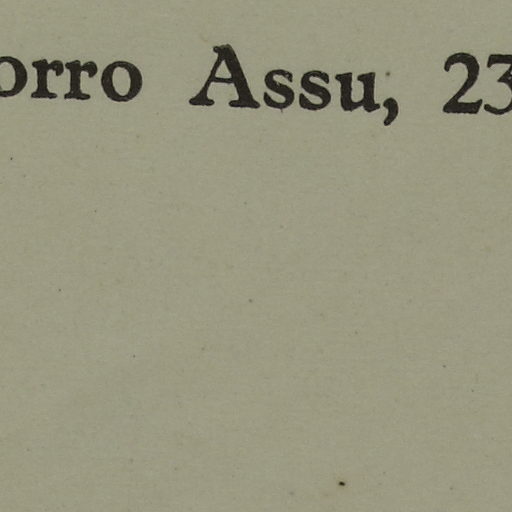 orro Assu, 23